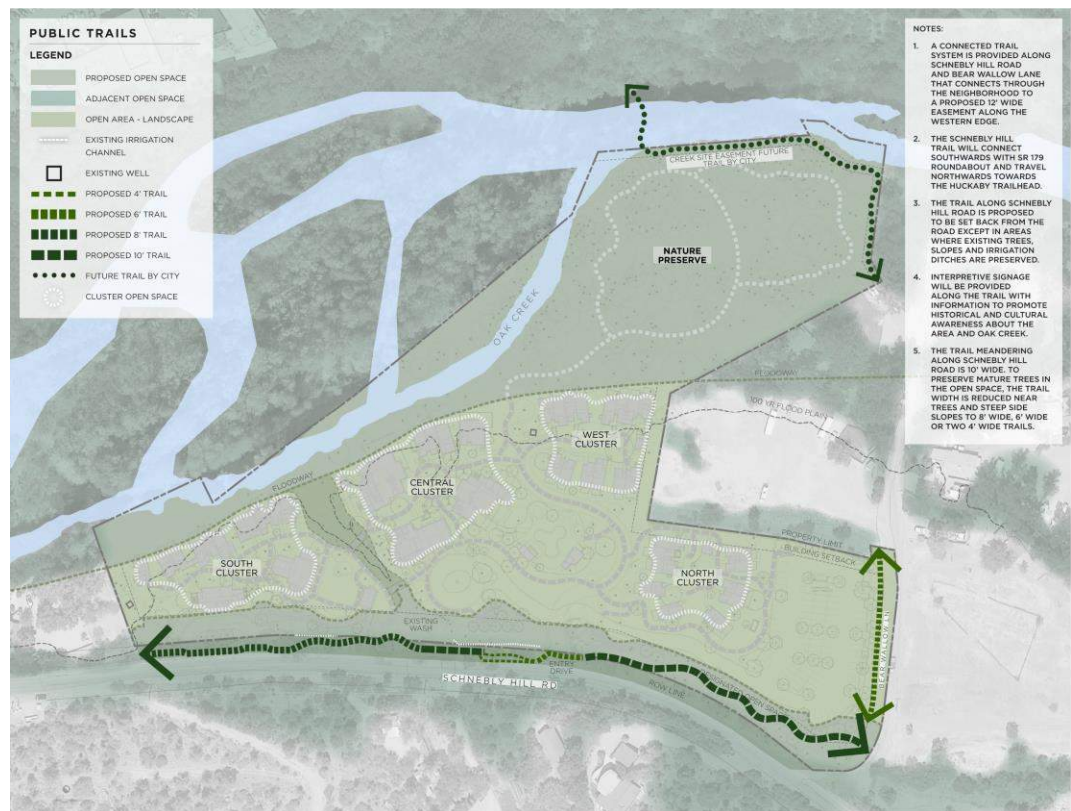 PUBLIC TRAILS
LEGEND
PROPOSED OPEN SPACE
ADJACENT OPEN SPACE
OPEN AREA - LANDSCAPE
EXISTING IRRIGATION
CHANNEL
EXISTING WELL
PROPOSED 4' TRAIL
PROPOSED 6' TRAIL
PROPOSED 8' TRAIL
PROPOSED 10' TRAIL
FUTURE TRAIL BY CITY
CLUSTER OPEN SPACE
NOTES:
1. A CONNECTED TRAIL
SYSTEM IS PROVIDED ALONG
SCHNEBLY HILL ROAD
AND BEAR WALLOW LANE
THAT CONNECTS THROUGH
THE NEIGHBORHOOD TO
A PROPOSED 12' WIDE
EASEMENT ALONG THE
WESTERN EDGE.
2. THE SCHNEBLY HILL
TRAIL WILL CONNECT
SOUTHWARDS WITH SR 179
ROUNDABOUT AND TRAVEL
NORTHWARDS TOWARDS
THE HUCKABY TRAILHEAD.
3. THE TRAIL ALONG SCHNEBLY
HILL ROAD IS PROPOSED
TO BE SET BACK FROM THE
ROAD EXCEPT IN AREAS
WHERE EXISTING TREES,
SLOPES AND IRRIGATION
DITCHES ARE PRESERVED.
4. INTERPRETIVE SIGNAGE
WILL BE PROVIDED
ALONG THE TRAIL WITH
INFORMATION TO PROMOTE
HISTORICAL AND CULTURAL
AWARENESS ABOUT THE
AREA AND OAK CREEK.
5. THE TRAIL MEANDERING
ALONG SCHNEBLY HILL
ROAD IS 10' WIDE. TO
PRESERVE MATURE TREES IN
THE OPEN SPACE, THE TRAIL
WIDTH IS REDUCED NEAR
TREES AND STEEP SIDE
SLOPES TO 8' WIDE, 6' WIDE
OR TWO 4' WIDE TRAILS.
CREEK SITE EASEMENT FUTURE
TRAIL BY CITY
NATURE
PRESERVE
OAK CREEK
FLOODWAY
100 YR FLOOD PLAIN
WEST
CLUSTER
CENTRAL
CLUSTER
FLOODWAY
PROPERTY LIMIT
BUILDING SETBACK
SOUTH
CLUSTER
NORTH
CLUSTER
EXISTING
WASH
BEAR WALLOW LN
ENTRY
DRIVE
SCHNEBLY HILL RD
ROW LINE
OPEN SPACE